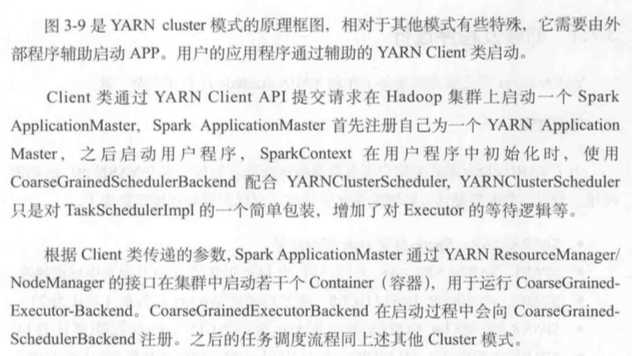 图 3-9 是 YARN cluster 模式的原理框图，相对于其他模式有些特殊，它需要由外
部程序辅助启动 APP。用户的应用程序通过辅助的 YARN Client 类启动。
Client 类通过 YARN Client API 提交请求在 Hadoop 集群上启动一个 Spark
ApplicationMaster，Spark ApplicationMaster 首先注册自己为一个 YARN Application
Master，之后启动用户程序，SparkContext 在用户程序中初始化时，使用
CoarseGrainedSchedulerBackend 配合 YARNClusterScheduler, YARNClusterScheduler
只是对 TaskSchedulerImpl 的一个简单包装，增加了对 Executor 的等待逻辑等。
根据 Client 类传递的参数, Spark ApplicationMaster 通过 YARN ResourceManager/
NodeManager 的接口在集群中启动若干个 Container（容器），用于运行 CoarseGrained-
Executor-Backend。CoarseGrainedExecutorBackend 在启动过程中会向 CoarseGrained-
SchedulerBackend 注册。之后的任务调度流程同上述其他 Cluster 模式。